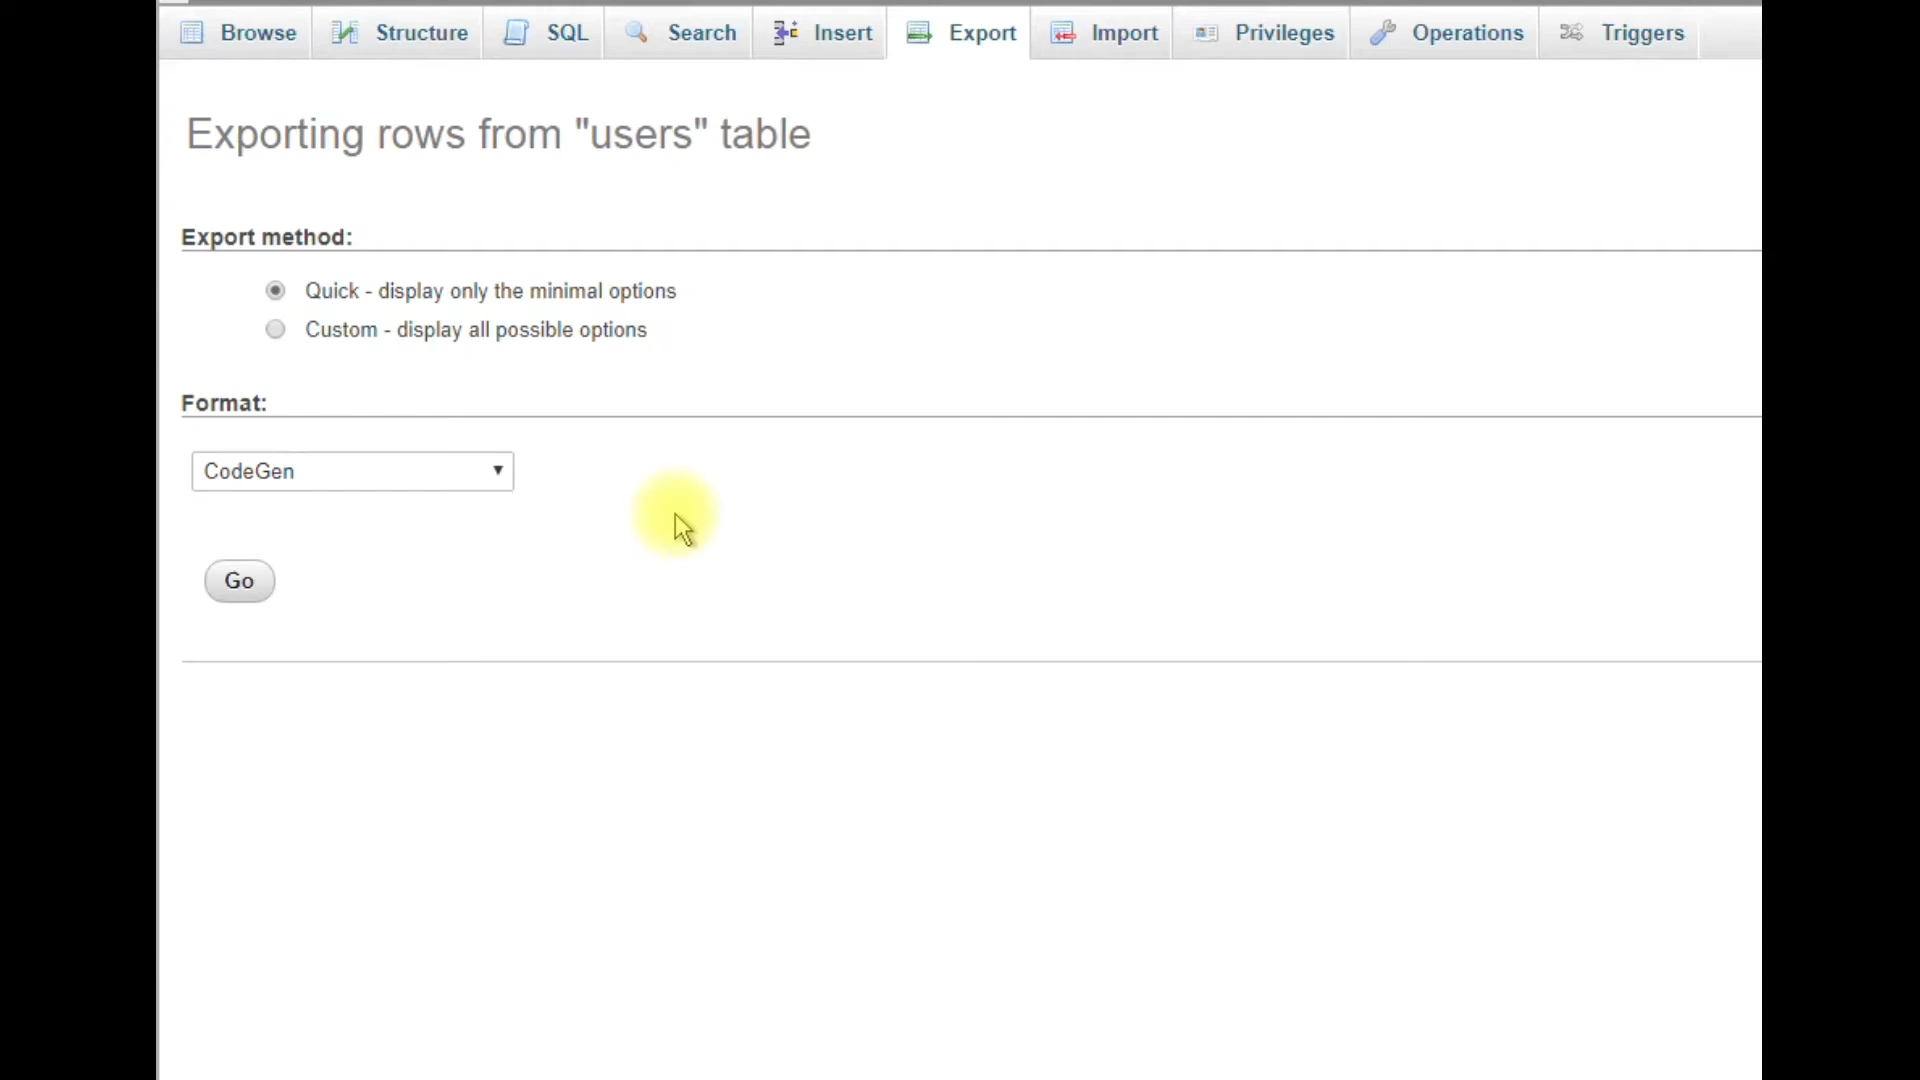 Browse Structure SQL Search Insert Export Import Privileges Operations Triggers
Exporting rows from "users" table
Export method:
Quick - display only the minimal options
Custom - display all possible options
Format:
CodeGen
Go